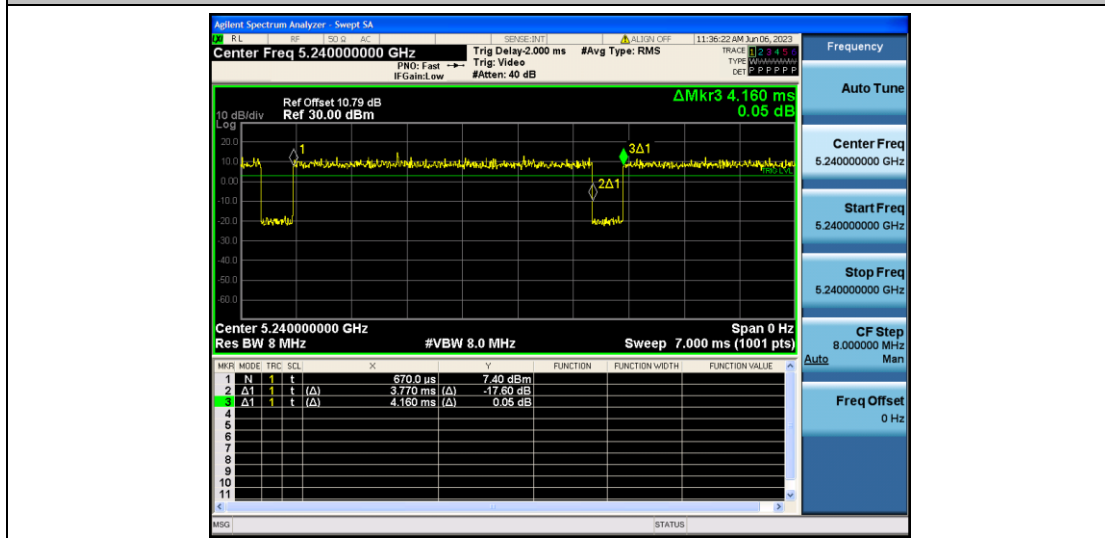 Agilent Spectrum Analyzer - Swept SA
RL RF 50 Ω AC SENSE:INT ALIGN OFF 11:36:22 AM Jun 06, 2023
Center Freq 5.240000000 GHz
PNO: Fast
IFGain:Low
Trig Delay-2.000 ms
Trig: Video
#Atten: 40 dB
#Avg Type: RMS
TRACE 1 2 3 4 5 6
TYPE WWWWWW
DET P P P P P P
Ref Offset 10.79 dB
Ref 30.00 dBm
10 dB/div
Log
ΔMkr3 4.160 ms
0.05 dB
20.0
10.0
0.00
-10.0
-20.0
-30.0
-40.0
-50.0
-60.0
1
3Δ1
2Δ1
TRIG LVL
Center 5.240000000 GHz Span 0 Hz
Res BW 8 MHz #VBW 8.0 MHz Sweep 7.000 ms (1001 pts)
MKR MODE TRC SCL X Y FUNCTION FUNCTION WIDTH FUNCTION VALUE
1 N 1 t 670.0 us 7.40 dBm
2 Δ1 1 t (Δ) 3.770 ms (Δ) -17.60 dB
3 Δ1 1 t (Δ) 4.160 ms (Δ) 0.05 dB
4
5
6
7
8
9
10
11
MSG STATUS
Frequency
Auto Tune
Center Freq
5.240000000 GHz
Start Freq
5.240000000 GHz
Stop Freq
5.240000000 GHz
CF Step
8.000000 MHz
Auto Man
Freq Offset
0 Hz